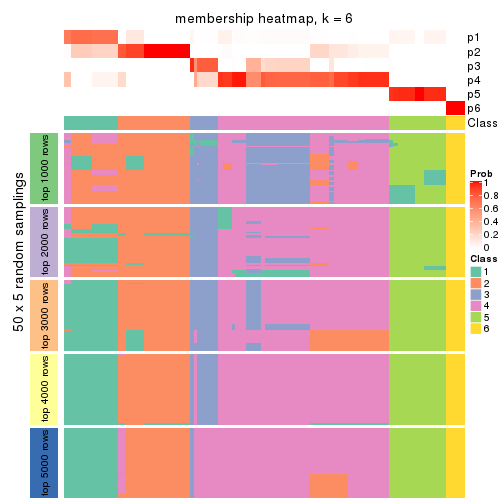 membership heatmap, k = 6
p1
p2
p3
p4
p5
p6
Class
50 x 5 random samplings
top 1000 rows
top 2000 rows
top 3000 rows
top 4000 rows
top 5000 rows
Prob
1
0.8
0.6
0.4
0.2
0
Class
1
2
3
4
5
6